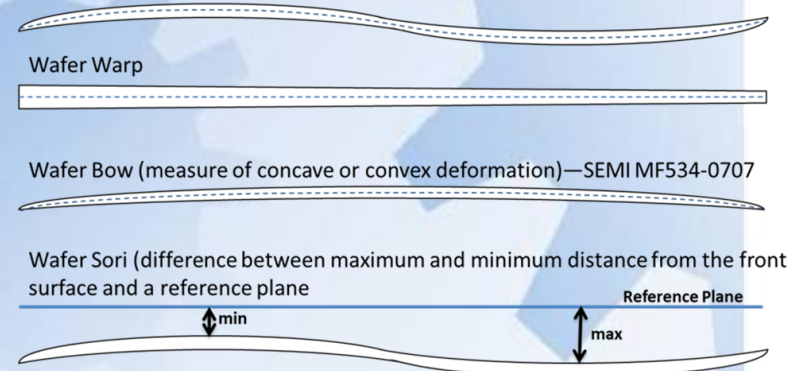 Wafer Warp
Wafer Bow (measure of concave or convex deformation)—SEMI MF534-0707
Wafer Sori (difference between maximum and minimum distance from the front
surface and a reference plane
Reference Plane
min
max